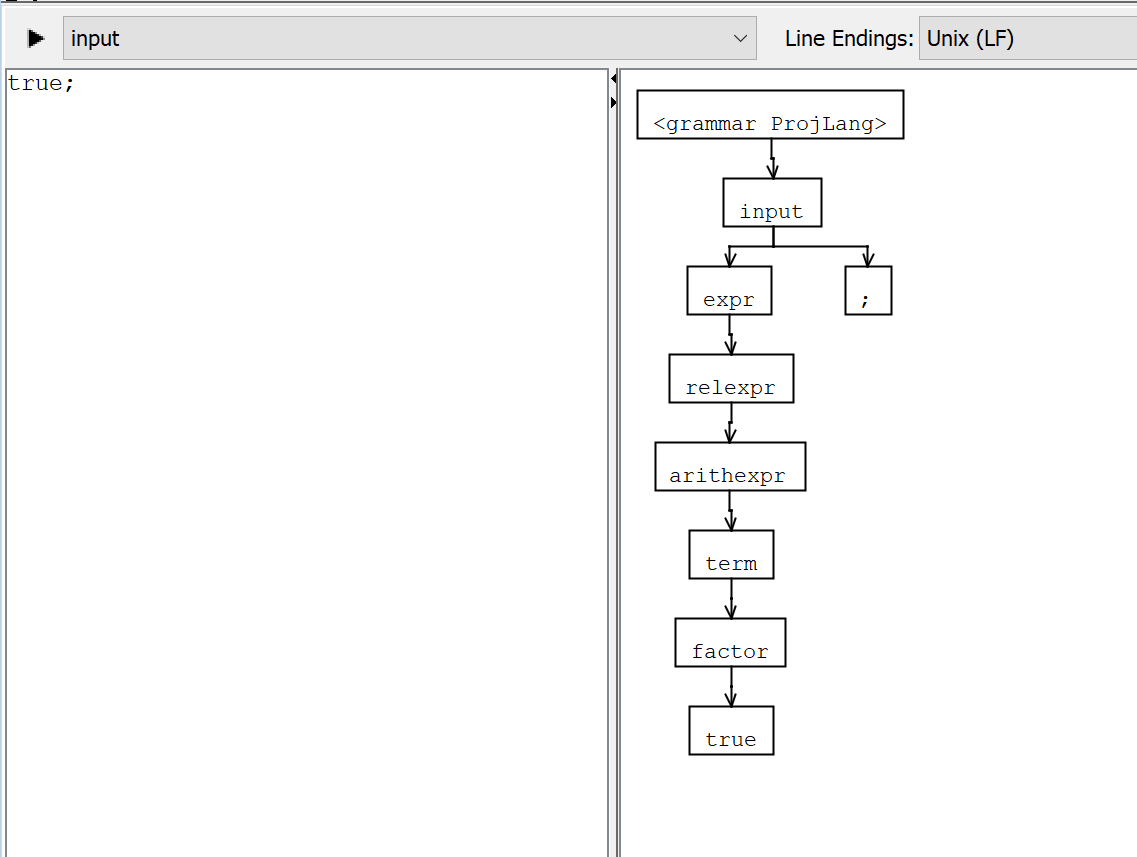 input
Line Endings: Unix (LF)
true;
<grammar ProjLang>
input
expr
;
relexpr
arithexpr
term
factor
true